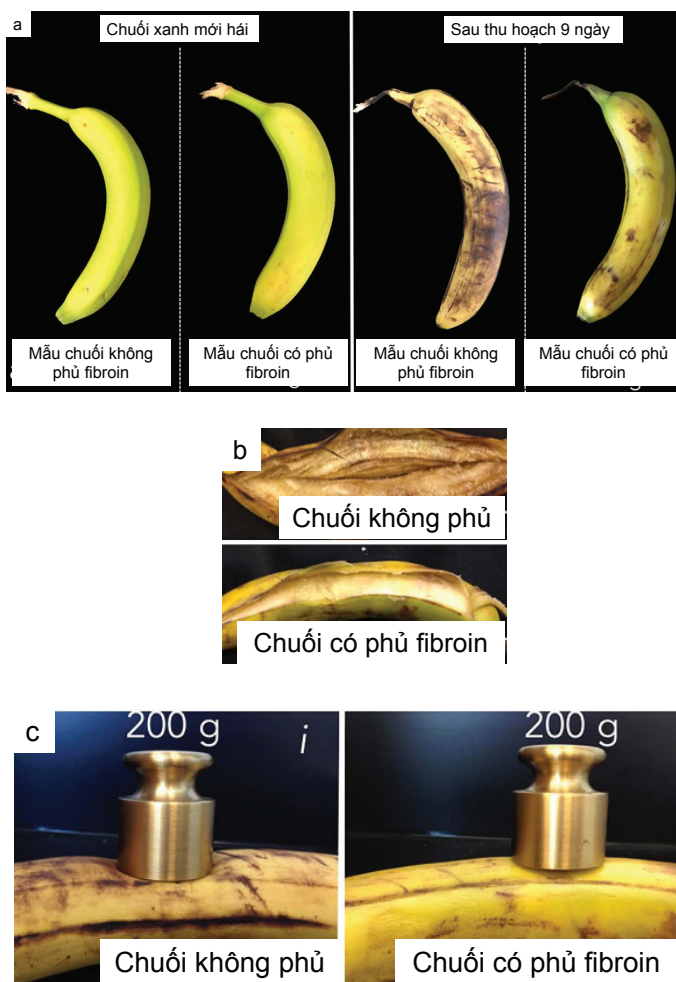 a
Chuối xanh mới hái
Sau thu hoạch 9 ngày
Mẫu chuối không
phủ fibroin
Mẫu chuối có phủ
fibroin
Mẫu chuối không
phủ fibroin
Mẫu chuối có phủ
fibroin
b
Chuối không phủ
Chuối có phủ fibroin
c
200 g
i
Chuối không phủ
200 g
Chuối có phủ fibroin